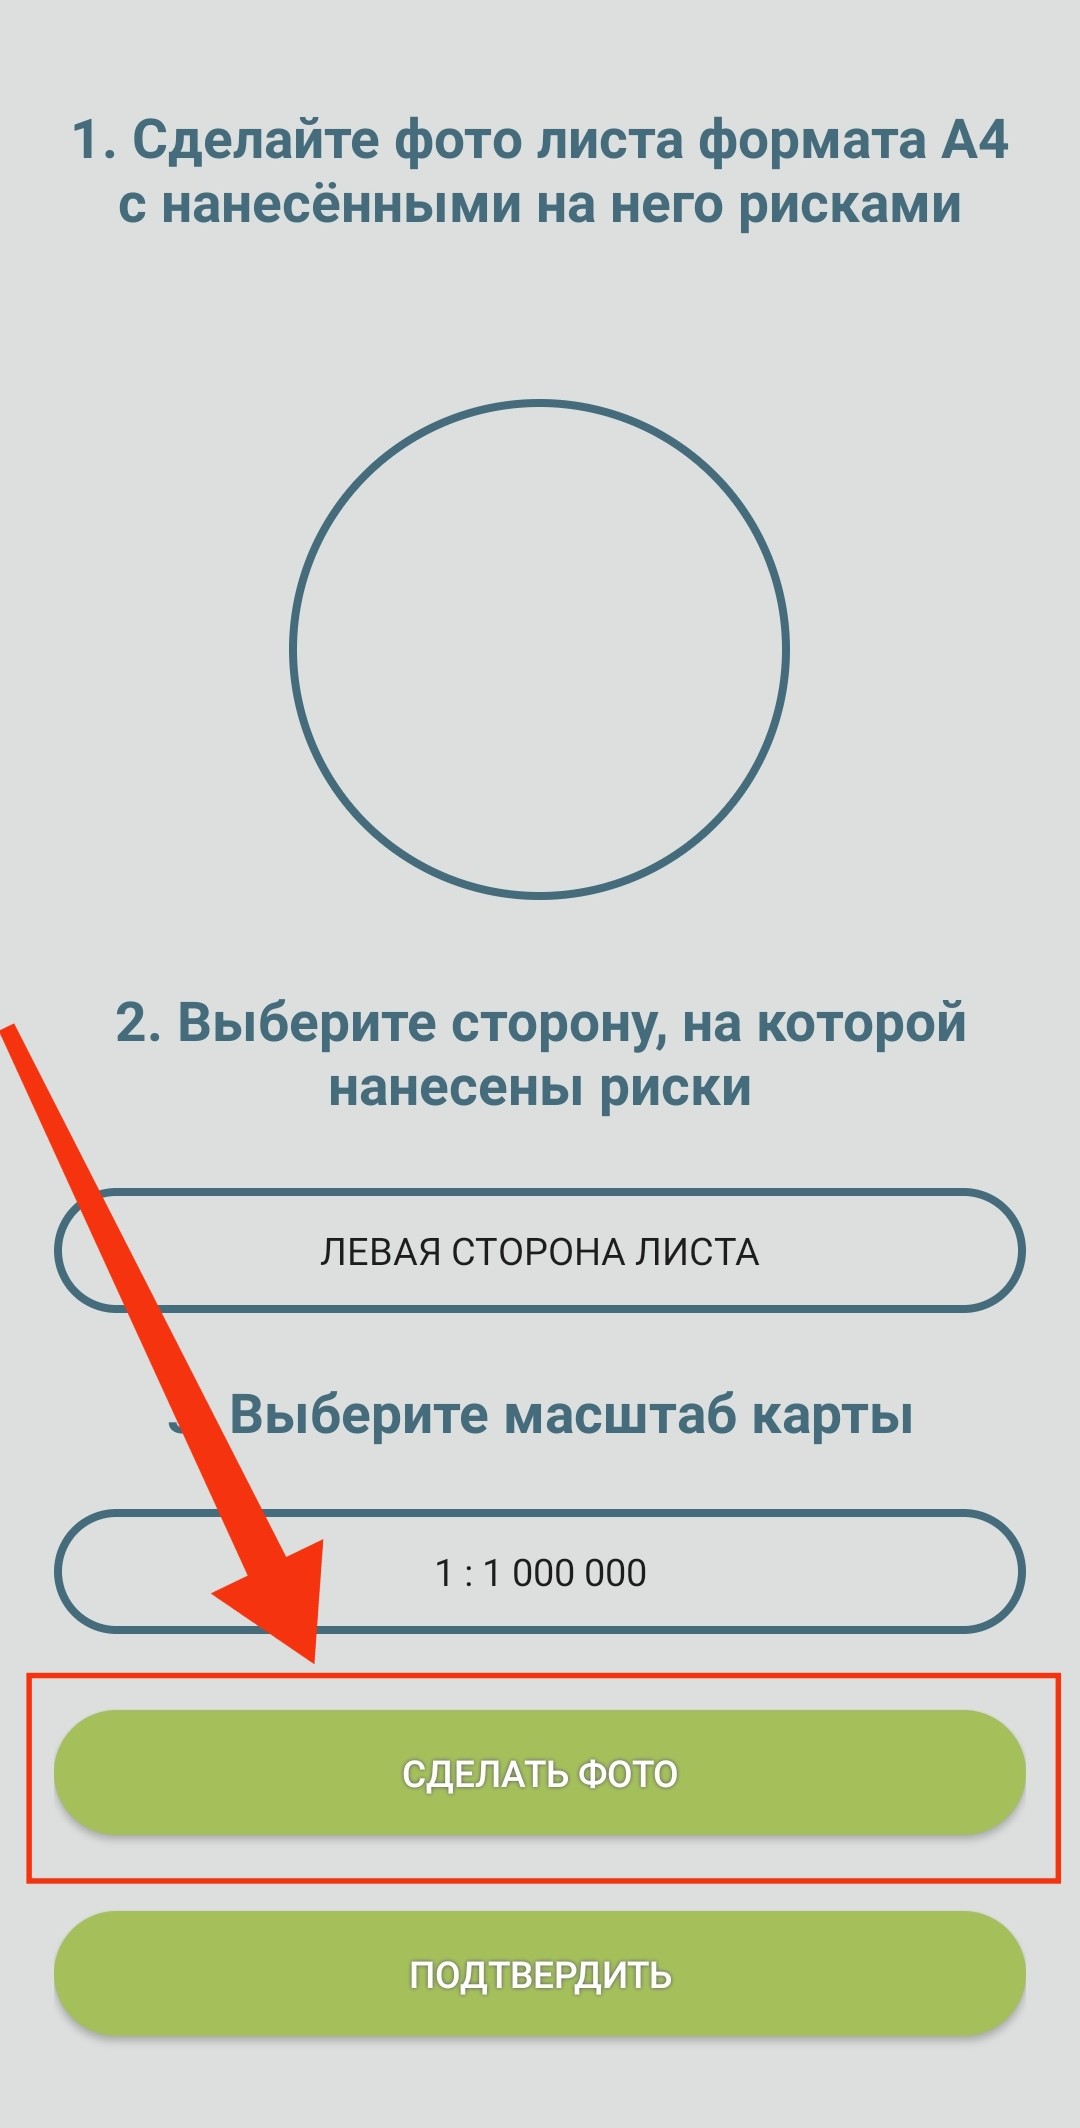 1. Сделайте фото листа формата А4
с нанесёнными на него рисками
2. Выберите сторону, на которой
нанесены риски
ЛЕВАЯ СТОРОНА ЛИСТА
Выберите масштаб карты
1 : 1 000 000
СДЕЛАТЬ ФОТО
ПОДТВЕРДИТЬ